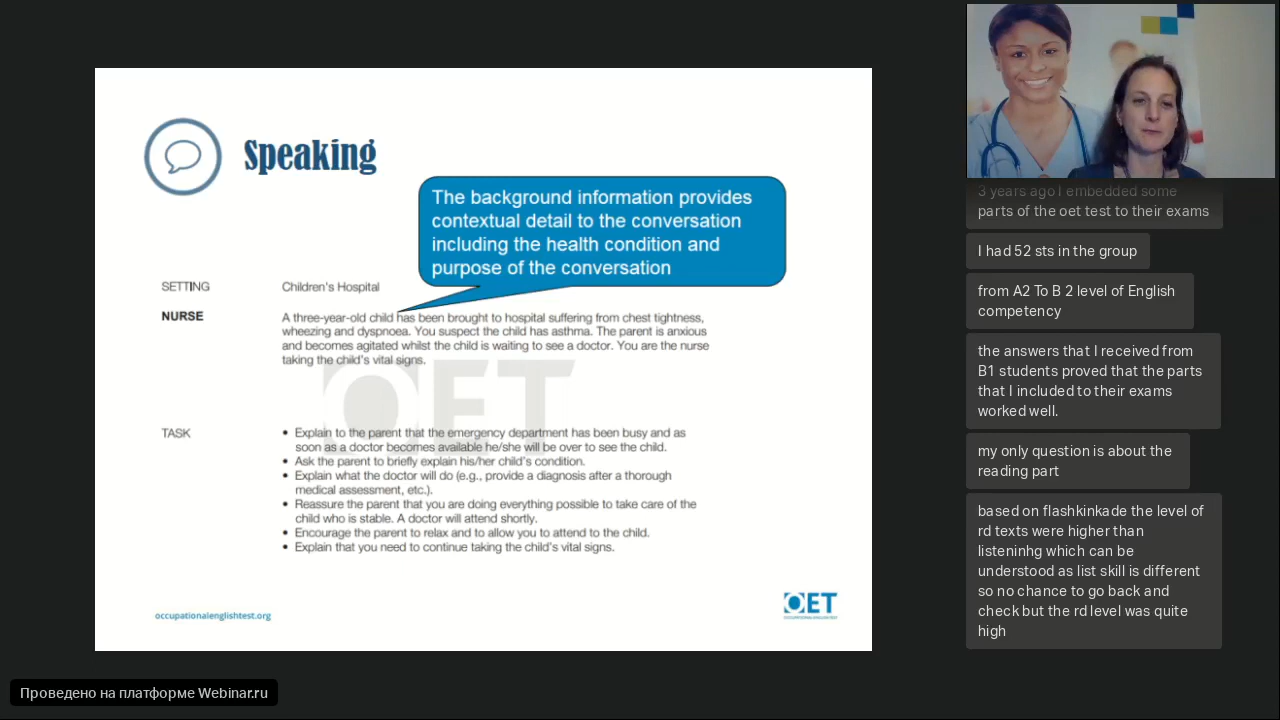 Speaking
The background information provides
contextual detail to the conversation
including the health condition and
purpose of the conversation
SETTING Children's Hospital
NURSE A three-year-old child has been brought to hospital suffering from chest tightness,
wheezing and dyspnoea. You suspect the child has asthma. The parent is anxious
and becomes agitated whilst the child is waiting to see a doctor. You are the nurse
taking the child's vital signs.
OET
TASK • Explain to the parent that the emergency department has been busy and as
soon as a doctor becomes available he/she will be over to see the child.
• Ask the parent to briefly explain his/her child's condition.
• Explain what the doctor will do (e.g., provide a diagnosis after a thorough
medical assessment, etc.).
• Reassure the parent that you are doing everything possible to take care of the
child who is stable. A doctor will attend shortly.
• Encourage the parent to relax and to allow you to attend to the child.
• Explain that you need to continue taking the child's vital signs.
occupationalenglishtest.org
OET
OCCUPATIONAL ENGLISH TEST
3 years ago I embedded some
parts of the oet test to their exams
I had 52 sts in the group
from A2 To B 2 level of English
competency
the answers that I received from
B1 students proved that the parts
that I included to their exams
worked well.
my only question is about the
reading part
based on flashkinkade the level of
rd texts were higher than
listeninhg which can be
understood as list skill is different
so no chance to go back and
check but the rd level was quite
high
Проведено на платформе Webinar.ru